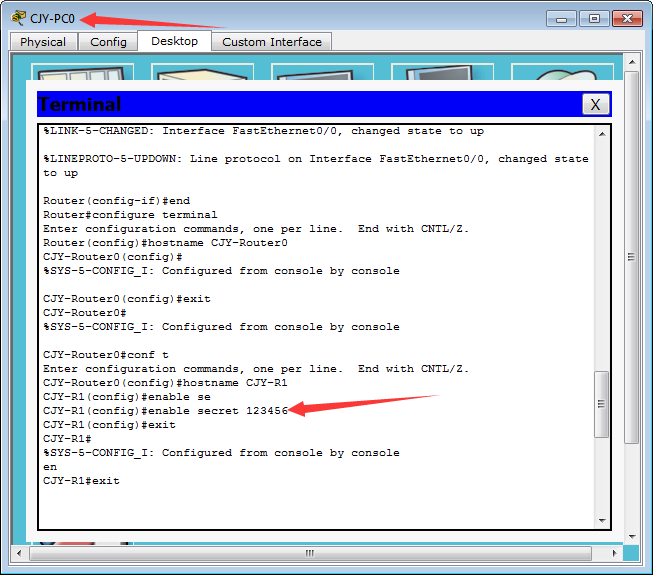 CJY-PC0
Physical Config Desktop Custom Interface
Terminal X
%LINK-5-CHANGED: Interface FastEthernet0/0, changed state to up
%LINEPROTO-5-UPDOWN: Line protocol on Interface FastEthernet0/0, changed state
to up
Router(config-if)#end
Router#configure terminal
Enter configuration commands, one per line.  End with CNTL/Z.
Router(config)#hostname CJY-Router0
CJY-Router0(config)#
%SYS-5-CONFIG_I: Configured from console by console
CJY-Router0(config)#exit
CJY-Router0#
%SYS-5-CONFIG_I: Configured from console by console
CJY-Router0#conf t
Enter configuration commands, one per line.  End with CNTL/Z.
CJY-Router0(config)#hostname CJY-R1
CJY-R1(config)#enable se
CJY-R1(config)#enable secret 123456
CJY-R1(config)#exit
CJY-R1#
%SYS-5-CONFIG_I: Configured from console by console
en
CJY-R1#exit